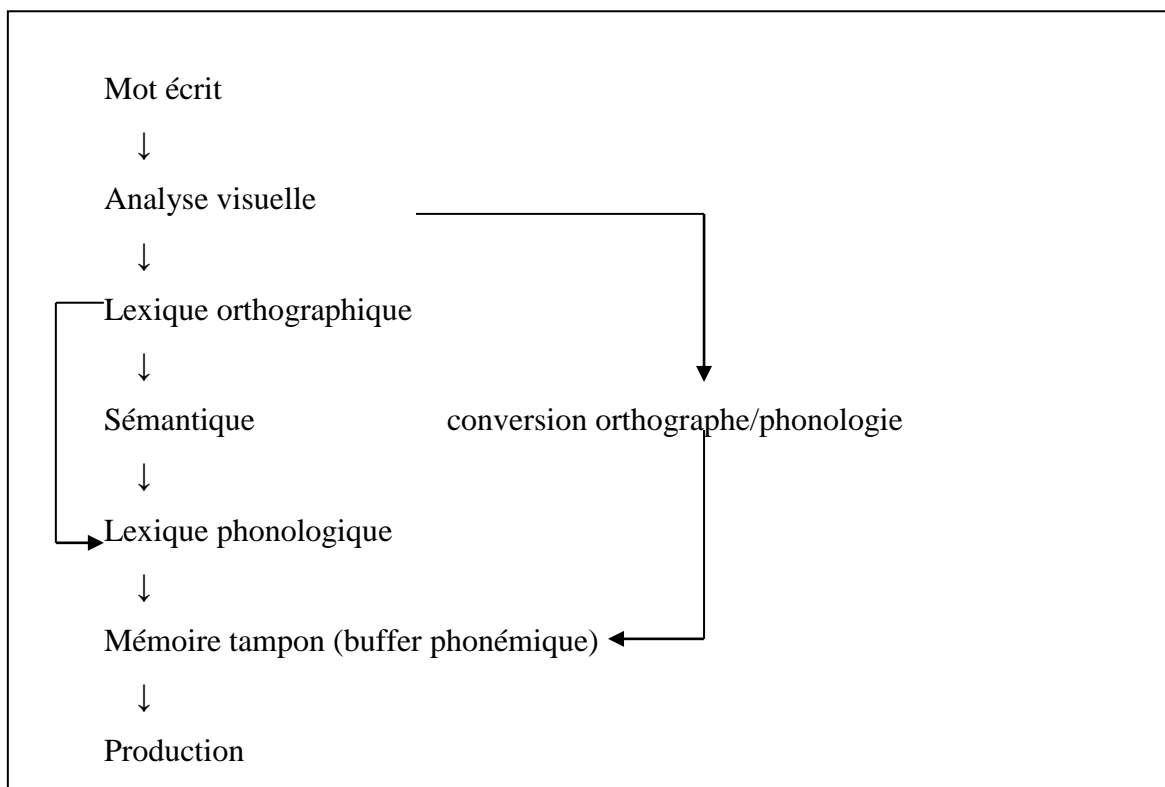 Mot écrit
↓
Analyse visuelle
↓
Lexique orthographique
↓
Sémantique conversion orthographe/phonologie
↓
Lexique phonologique
↓
Mémoire tampon (buffer phonémique)
↓
Production